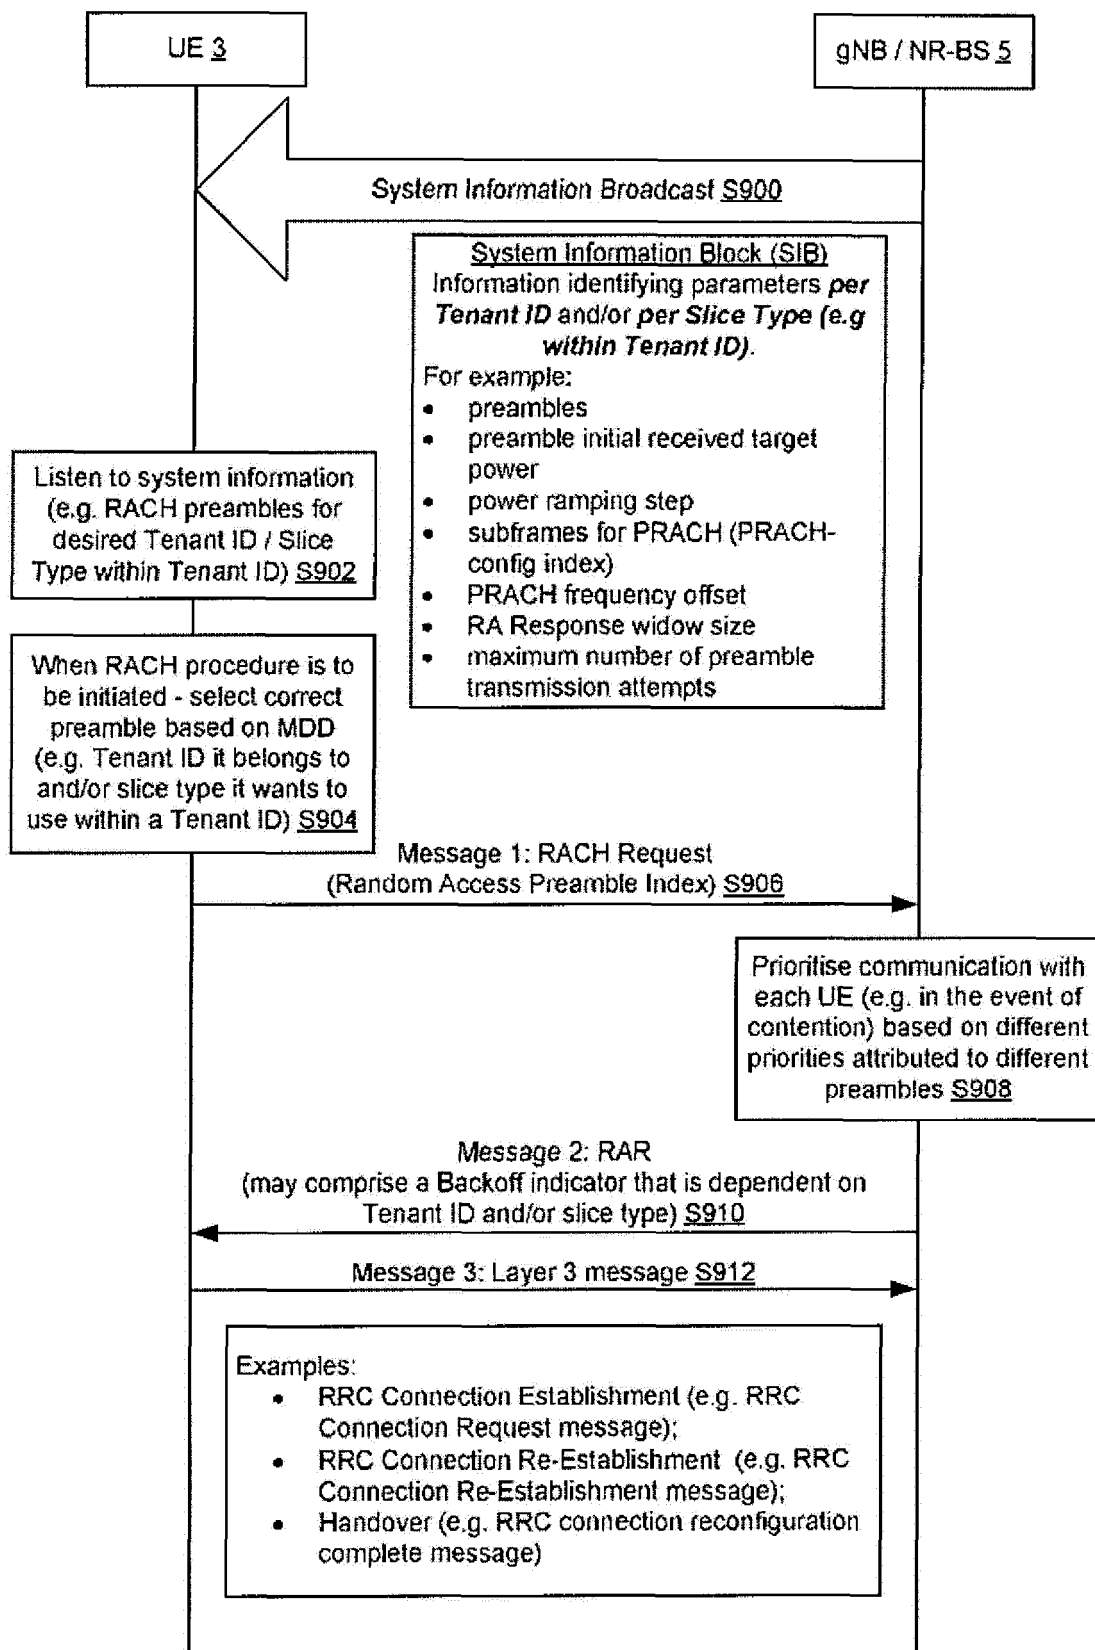 UE 3
gNB / NR-BS 5
System Information Broadcast S900
System Information Block (SIB)
Information identifying parameters per
Tenant ID and/or per Slice Type (e.g
within Tenant ID).
For example:
• preambles
• preamble initial received target
power
• power ramping step
• subframes for PRACH (PRACH-
config index)
• PRACH frequency offset
• RA Response widow size
• maximum number of preamble
transmission attempts
Listen to system information
(e.g. RACH preambles for
desired Tenant ID / Slice
Type within Tenant ID) S902
When RACH procedure is to
be initiated - select correct
preamble based on MDD
(e.g. Tenant ID it belongs to
and/or slice type it wants to
use within a Tenant ID) S904
Message 1: RACH Request
(Random Access Preamble Index) S906
Prioritise communication with
each UE (e.g. in the event of
contention) based on different
priorities attributed to different
preambles S908
Message 2: RAR
(may comprise a Backoff indicator that is dependent on
Tenant ID and/or slice type) S910
Message 3: Layer 3 message S912
Examples:
• RRC Connection Establishment (e.g. RRC
Connection Request message);
• RRC Connection Re-Establishment (e.g. RRC
Connection Re-Establishment message);
• Handover (e.g. RRC connection reconfiguration
complete message)